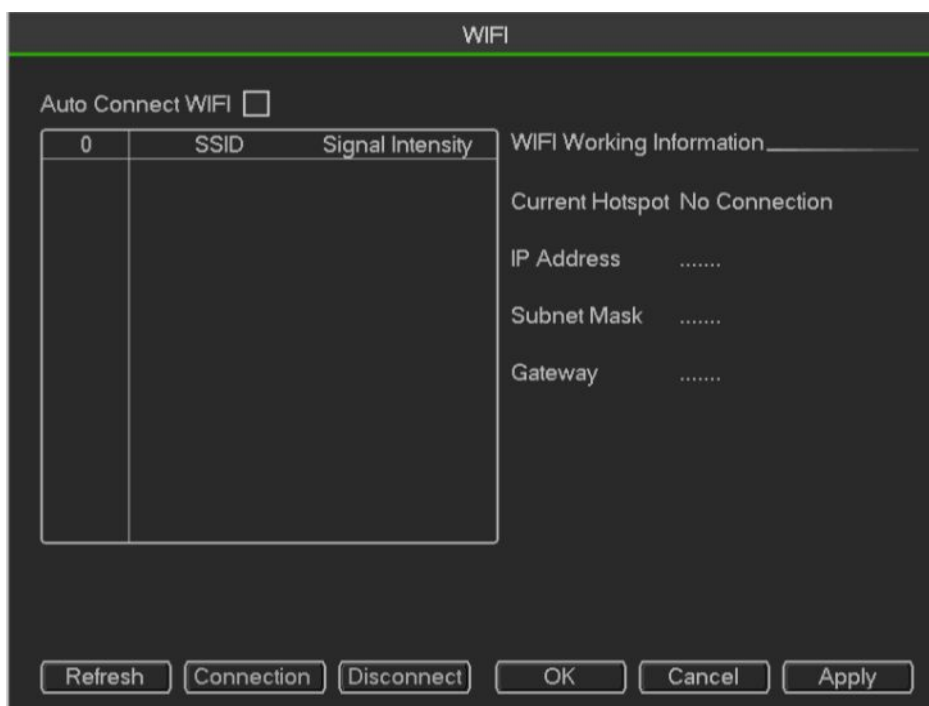 WIFI
Auto Connect WIFI
0 SSID Signal Intensity
WIFI Working Information
Current Hotspot No Connection
IP Address .......
Subnet Mask .......
Gateway .......
Refresh Connection Disconnect OK Cancel Apply